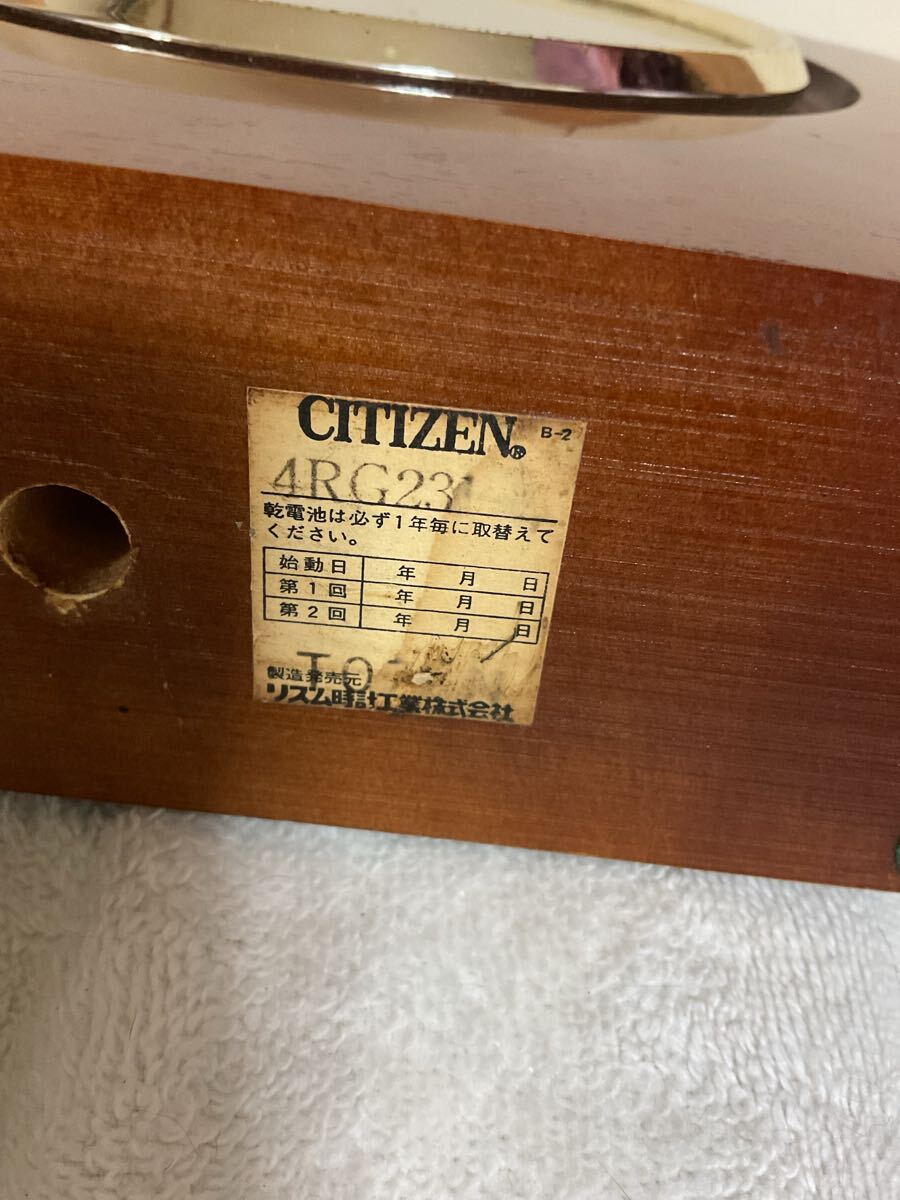 CITIZEN®
B-2
4RG23
乾電池は必ず1年毎に取替えて
ください。
始動日 年 月 日
第1回 年 月 日
第2回 年 月 日
製造発売元
リズム時計工業株式会社